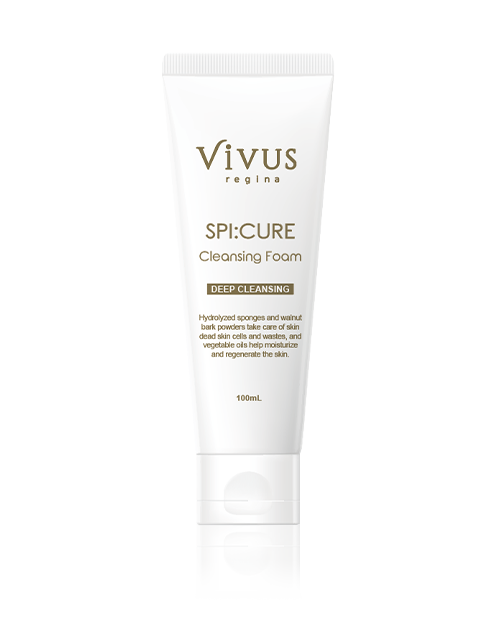 Vivus
regina
SPI:CURE
Cleansing Foam
DEEP CLEANSING
Hydrolyzed sponges and walnut
bark powders take care of skin
dead skin cells and wastes, and
vegetable oils help moisturize
and regenerate the skin.
100mL